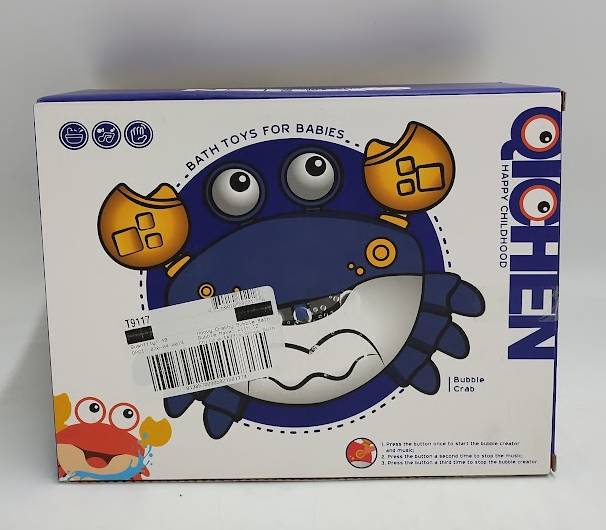 BATH TOYS FOR BABIES
QICHEN
HAPPY CHILDHOOD
T9117
Bubble
Crab
1. Press the button once to start the bubble creator
and music;
2. Press the button a second time to stop the music;
3. Press the button a third time to stop the bubble creator